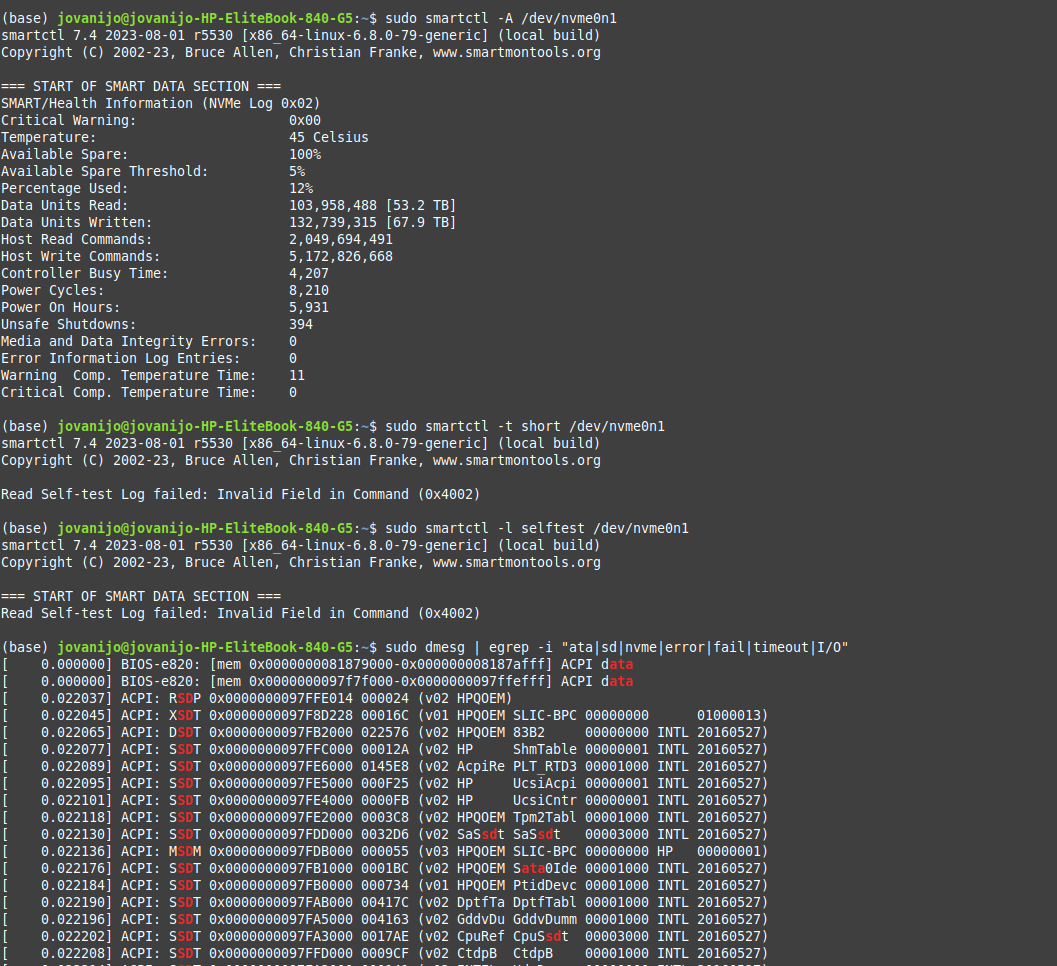 (base) jovanijo@jovanijo-HP-EliteBook-840-G5:~$ sudo smartctl -A /dev/nvme0n1
smartctl 7.4 2023-08-01 r5530 [x86_64-linux-6.8.0-79-generic] (local build)
Copyright (C) 2002-23, Bruce Allen, Christian Franke, www.smartmontools.org

=== START OF SMART DATA SECTION ===
SMART/Health Information (NVMe Log 0x02)
Critical Warning:                   0x00
Temperature:                        45 Celsius
Available Spare:                    100%
Available Spare Threshold:          5%
Percentage Used:                    12%
Data Units Read:                    103,958,488 [53.2 TB]
Data Units Written:                 132,739,315 [67.9 TB]
Host Read Commands:                 2,049,694,491
Host Write Commands:                5,172,826,668
Controller Busy Time:               4,207
Power Cycles:                       8,210
Power On Hours:                     5,931
Unsafe Shutdowns:                   394
Media and Data Integrity Errors:    0
Error Information Log Entries:      0
Warning  Comp. Temperature Time:    11
Critical Comp. Temperature Time:    0

(base) jovanijo@jovanijo-HP-EliteBook-840-G5:~$ sudo smartctl -t short /dev/nvme0n1
smartctl 7.4 2023-08-01 r5530 [x86_64-linux-6.8.0-79-generic] (local build)
Copyright (C) 2002-23, Bruce Allen, Christian Franke, www.smartmontools.org

Read Self-test Log failed: Invalid Field in Command (0x4002)

(base) jovanijo@jovanijo-HP-EliteBook-840-G5:~$ sudo smartctl -l selftest /dev/nvme0n1
smartctl 7.4 2023-08-01 r5530 [x86_64-linux-6.8.0-79-generic] (local build)
Copyright (C) 2002-23, Bruce Allen, Christian Franke, www.smartmontools.org

=== START OF SMART DATA SECTION ===
Read Self-test Log failed: Invalid Field in Command (0x4002)

(base) jovanijo@jovanijo-HP-EliteBook-840-G5:~$ sudo dmesg | egrep -i "ata|sd|nvme|error|fail|timeout|I/O"
[    0.000000] BIOS-e820: [mem 0x0000000081879000-0x000000008187afff] ACPI data
[    0.000000] BIOS-e820: [mem 0x0000000097f7f000-0x0000000097ffefff] ACPI data
[    0.022037] ACPI: RSDP 0x0000000097FFE014 000024 (v02 HPQOEM)
[    0.022045] ACPI: XSDT 0x0000000097F8D228 00016C (v01 HPQOEM SLIC-BPC 00000000      01000013)
[    0.022065] ACPI: DSDT 0x0000000097FB2000 022576 (v02 HPQOEM 83B2     00000000 INTL 20160527)
[    0.022077] ACPI: SSDT 0x0000000097FFC000 00012A (v02 HP     ShmTable 00000001 INTL 20160527)
[    0.022089] ACPI: SSDT 0x0000000097FE6000 0145E8 (v02 AcpiRe PLT_RTD3 00001000 INTL 20160527)
[    0.022095] ACPI: SSDT 0x0000000097FE5000 000F25 (v02 HP     UcsiAcpi 00000001 INTL 20160527)
[    0.022101] ACPI: SSDT 0x0000000097FE4000 0000FB (v02 HP     UcsiCntr 00000001 INTL 20160527)
[    0.022118] ACPI: SSDT 0x0000000097FE2000 0003C8 (v02 HPQOEM Tpm2Tabl 00001000 INTL 20160527)
[    0.022130] ACPI: SSDT 0x0000000097FDD000 0032D6 (v02 SaSsdt SaSsdt   00003000 INTL 20160527)
[    0.022136] ACPI: MSDM 0x0000000097FDB000 000055 (v03 HPQOEM SLIC-BPC 00000000 HP   00000001)
[    0.022176] ACPI: SSDT 0x0000000097FB1000 0001BC (v02 HPQOEM Sata0Ide 00001000 INTL 20160527)
[    0.022184] ACPI: SSDT 0x0000000097FB0000 000734 (v01 HPQOEM PtidDevc 00001000 INTL 20160527)
[    0.022190] ACPI: SSDT 0x0000000097FAB000 00417C (v02 DptfTa DptfTabl 00001000 INTL 20160527)
[    0.022196] ACPI: SSDT 0x0000000097FA5000 004163 (v02 GddvDu GddvDumm 00001000 INTL 20160527)
[    0.022202] ACPI: SSDT 0x0000000097FA3000 0017AE (v02 CpuRef CpuSsdt  00003000 INTL 20160527)
[    0.022208] ACPI: SSDT 0x0000000097FFD000 0009CF (v02 CtdpB  CtdpB    00001000 INTL 20160527)